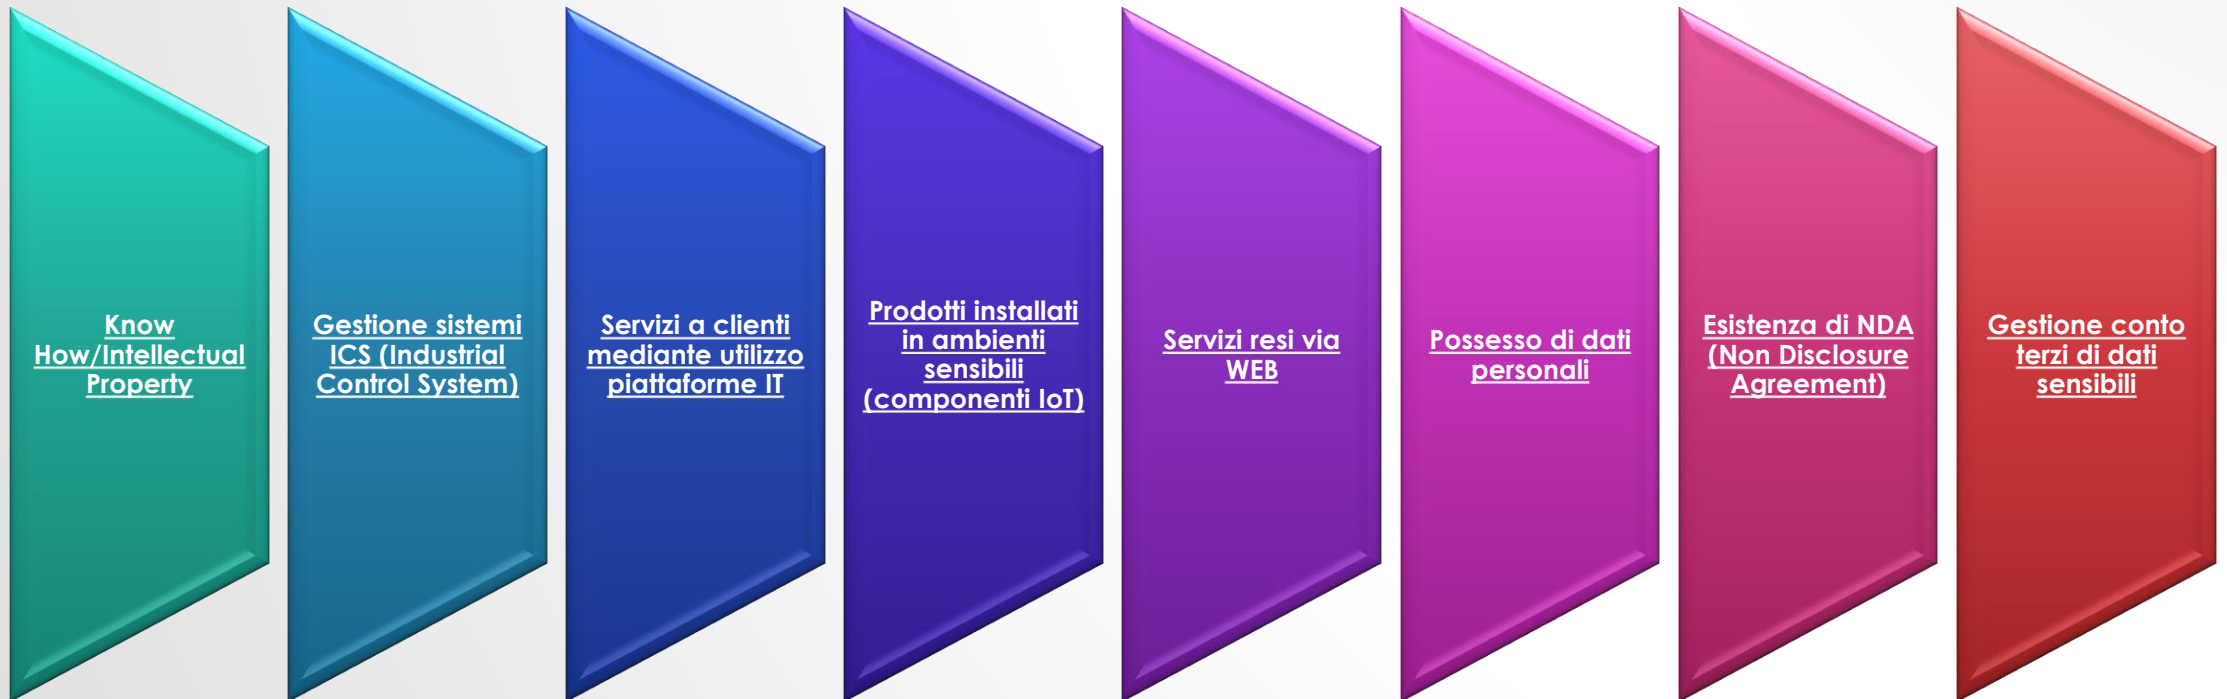 Know
How/Intellectual
Property
Gestione sistemi
ICS (Industrial
Control System)
Servizi a clienti
mediante utilizzo
piattaforme IT
Prodotti installati
in ambienti
sensibili
(componenti IoT)
Servizi resi via
WEB
Possesso di dati
personali
Esistenza di NDA
(Non Disclosure
Agreement)
Gestione conto
terzi di dati
sensibili